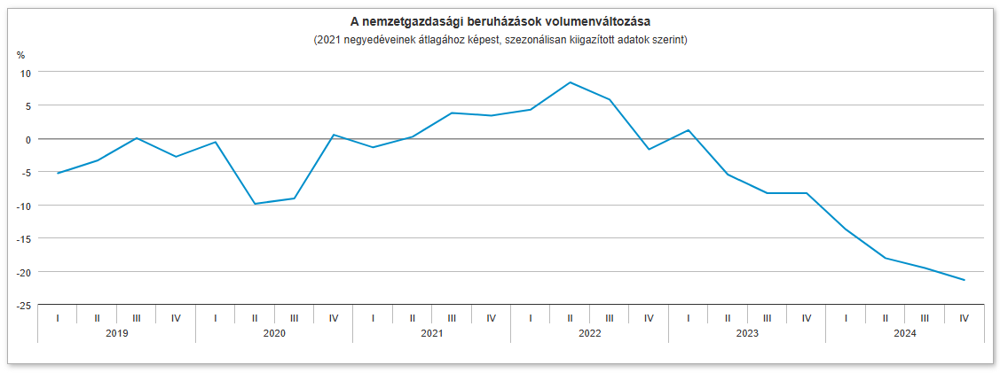 A nemzetgazdasági beruházások volumenváltozása
(2021 negyedéveinek átlagához képest, szezonálisan kiigazított adatok szerint)
%
10
5
0
-5
-10
-15
-20
-25
I II III IV I II III IV I II III IV I II III IV I II III IV I II III IV
2019 2020 2021 2022 2023 2024